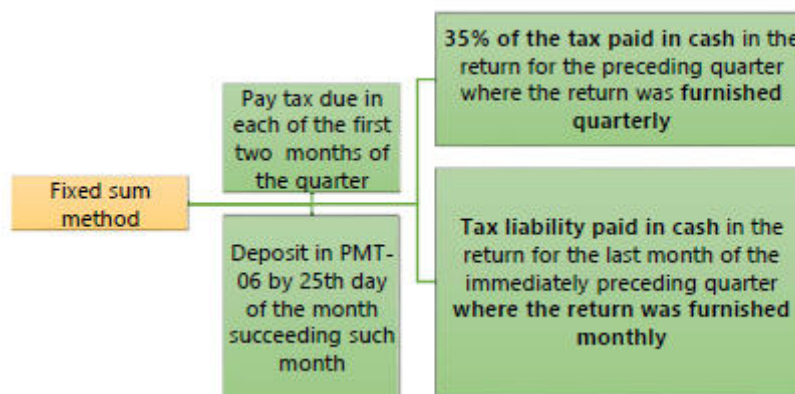 Fixed sum
method
Pay tax due in
each of the first
two months of
the quarter
Deposit in PMT-
06 by 25th day
of the month
succeeding such
month
35% of the tax paid in cash in the
return for the preceding quarter
where the return was furnished
quarterly
Tax liability paid in cash in the
return for the last month of the
immediately preceding quarter
where the return was furnished
monthly